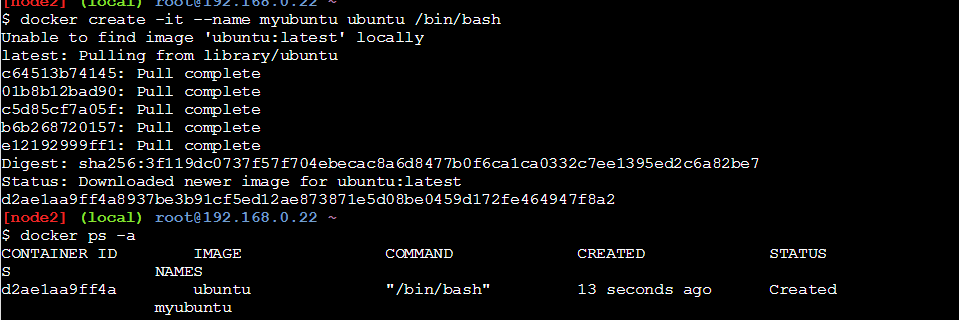 [node2] (local) root@192.168.0.22 ~
$ docker create -it --name myubuntu ubuntu /bin/bash
Unable to find image 'ubuntu:latest' locally
latest: Pulling from library/ubuntu
c64513b74145: Pull complete
01b8b12bad90: Pull complete
c5d85cf7a05f: Pull complete
b6b268720157: Pull complete
e12192999ff1: Pull complete
Digest: sha256:3f119dc0737f57f704ebecac8a6d8477b0f6ca1ca0332c7ee1395ed2c6a82be7
Status: Downloaded newer image for ubuntu:latest
d2ae1aa9ff4a8937be3b91cf5ed12ae873871e5d08be0459d172fe464947f8a2
[node2] (local) root@192.168.0.22 ~
$ docker ps -a
CONTAINER ID        IMAGE               COMMAND             CREATED             STATUS
S               NAMES
d2ae1aa9ff4a        ubuntu              "/bin/bash"         13 seconds ago      Created
                myubuntu